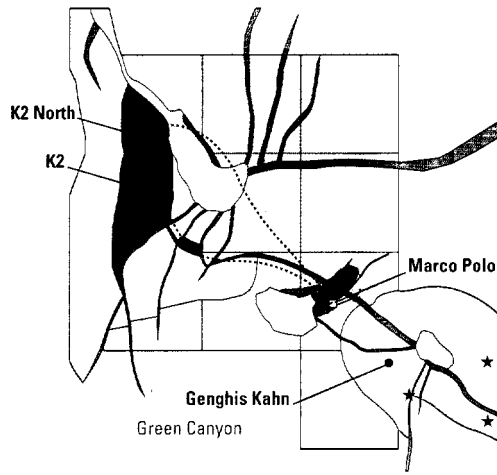 K2 North
K2
Marco Polo
Genghis Kahn
Green Canyon